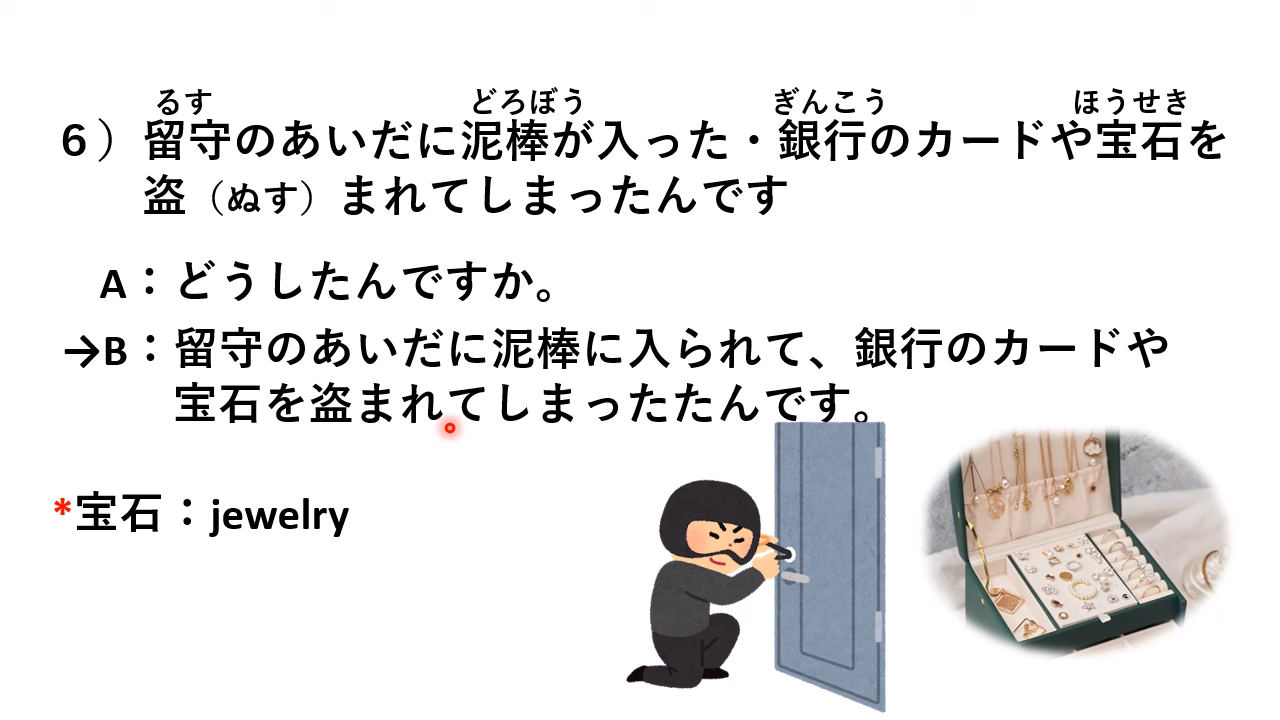 るす どろぼう ぎんこう ほうせき
６）留守のあいだに泥棒が入った・銀行のカードや宝石を
盗（ぬす）まれてしまったんです
A：どうしたんですか。
→B：留守のあいだに泥棒に入られて、銀行のカードや
宝石を盗まれてしまったたんです。
*宝石：jewelry